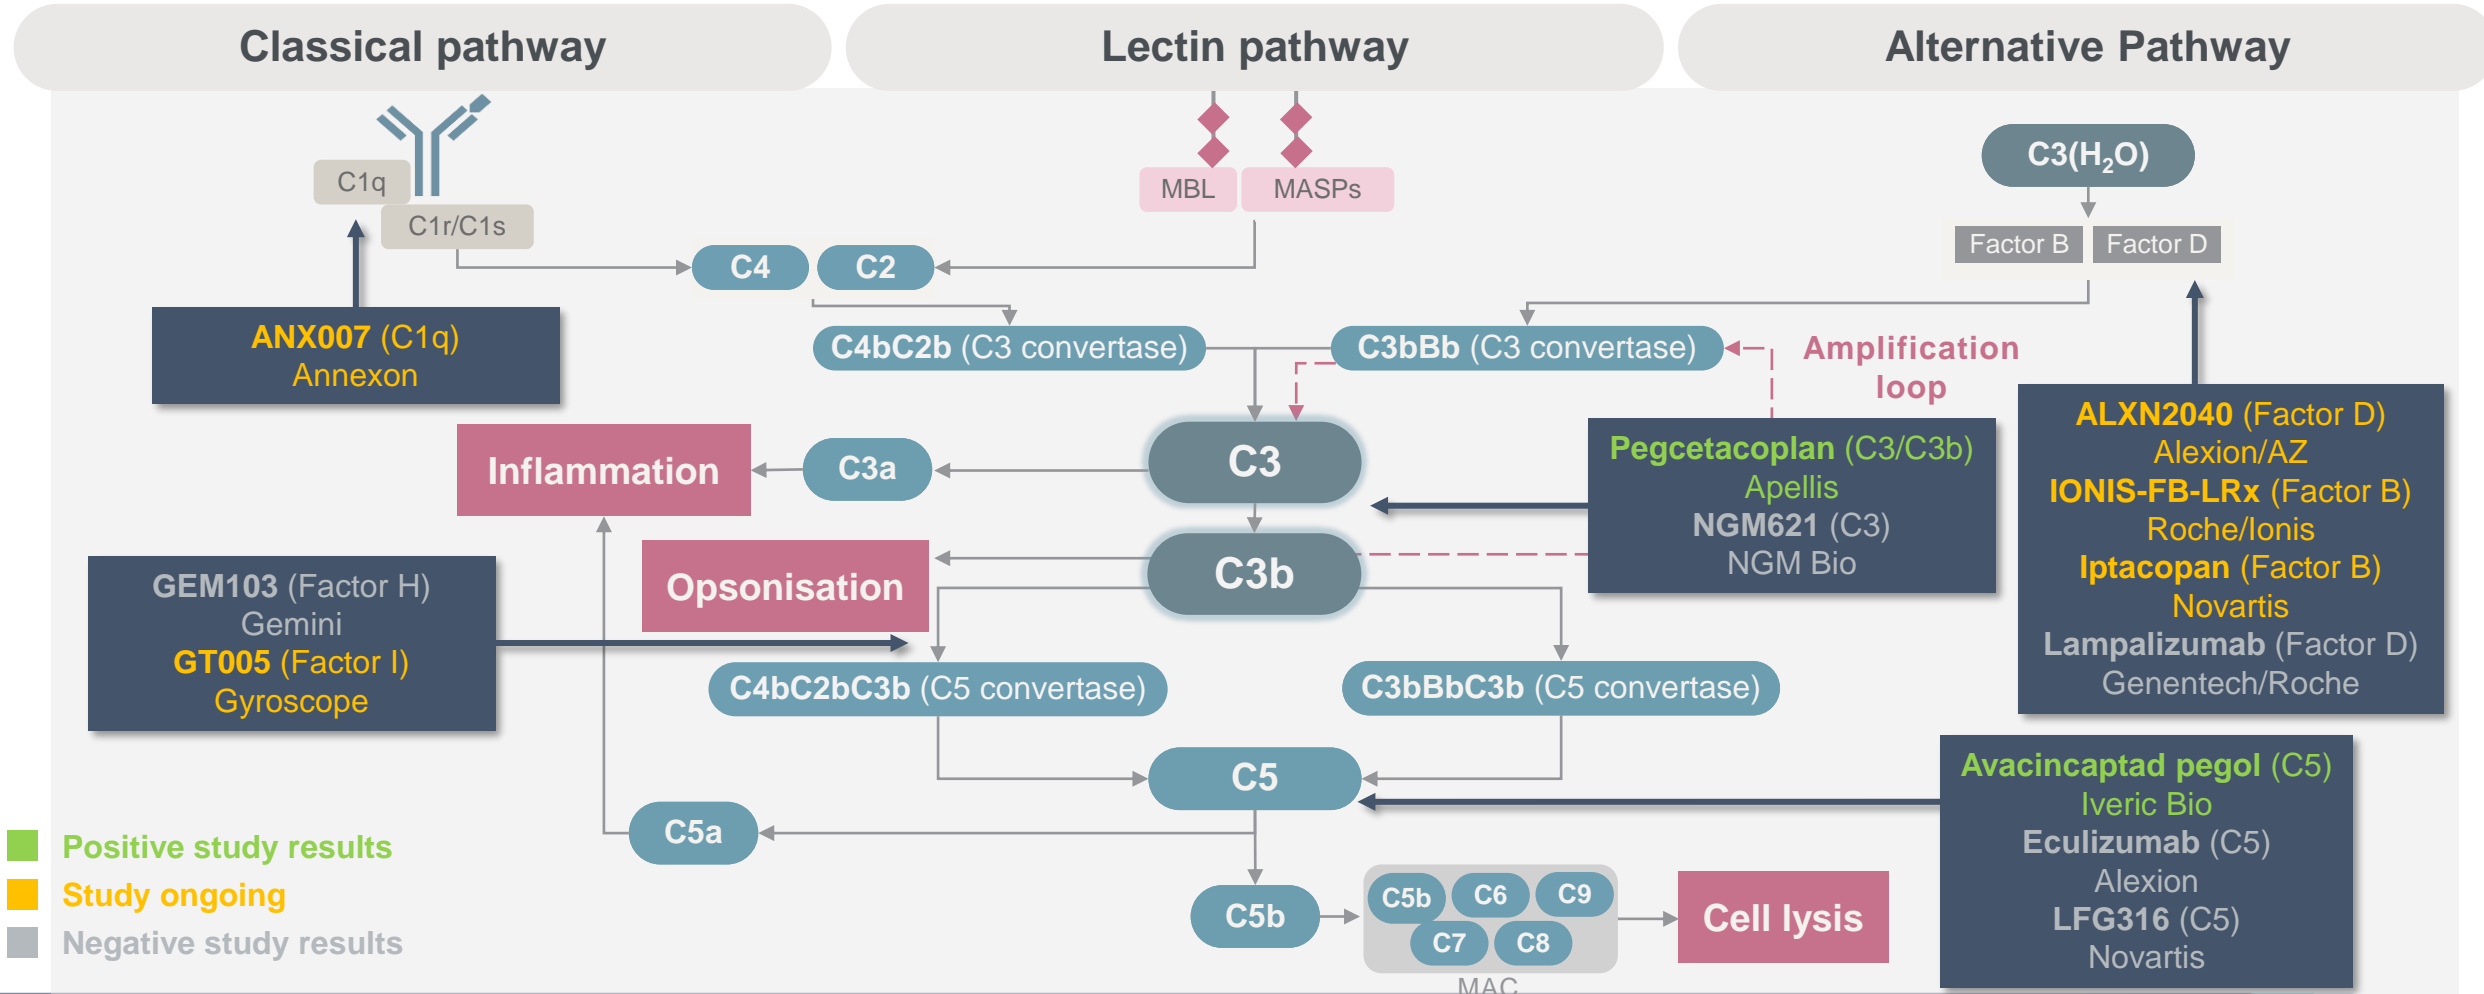 Classical pathway
Lectin pathway
Alternative Pathway
C1q
C1r/C1s
MBL
MASPs
C3(H₂O)
Factor B
Factor D
C4
C2
ANX007 (C1q)
Annexon
C4bC2b (C3 convertase)
C3bBb (C3 convertase)
Amplification
loop
Inflammation
C3a
C3
Pegcetacoplan (C3/C3b)
Apellis
NGM621 (C3)
NGM Bio
ALXN2040 (Factor D)
Alexion/AZ
IONIS-FB-LRx (Factor B)
Roche/Ionis
Iptacopan (Factor B)
Novartis
Lampalizumab (Factor D)
Genentech/Roche
Opsonisation
C3b
GEM103 (Factor H)
Gemini
GT005 (Factor I)
Gyroscope
C4bC2bC3b (C5 convertase)
C3bBbC3b (C5 convertase)
C5
C5a
Avacincaptad pegol (C5)
Iveric Bio
Eculizumab (C5)
Alexion
LFG316 (C5)
Novartis
C5b
C5b
C6
C9
C7
C8
MAC
Cell lysis
Positive study results
Study ongoing
Negative study results